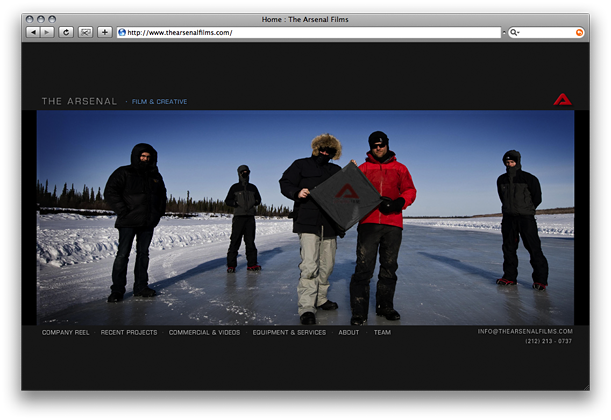 Home : The Arsenal Films
http://www.thearsenalfilms.com/
THE ARSENAL · FILM & CREATIVE
COMPANY REEL · RECENT PROJECTS · COMMERCIAL & VIDEOS · EQUIPMENT & SERVICES · ABOUT · TEAM
INFO@THEARSENALFILMS.COM
(212) 213 - 0737